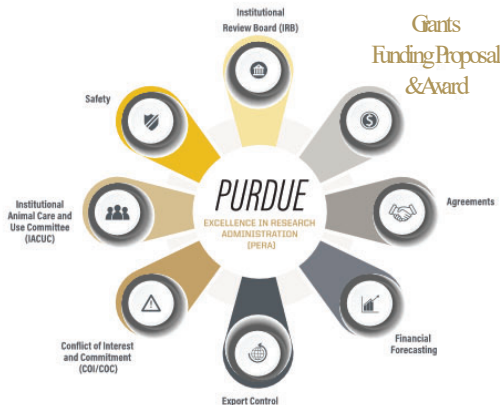 Institutional
Review Board (IRB)
Grants
Funding Proposal
& Award
Safety
Institutional
Animal Care and
Use Committee
(IACUC)
PURDUE
EXCELLENCE IN RESEARCH
ADMINISTRATION
[PERA]
Agreements
Conflict of Interest
and Commitment
(COI/COC)
Financial
Forecasting
Export Control